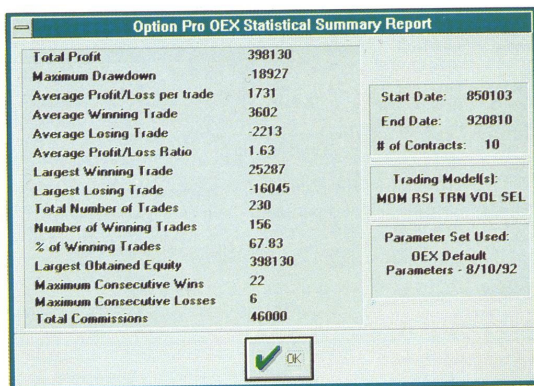 Option Pro OEX Statistical Summary Report
Total Profit 398130
Maximum Drawdown -18927
Average Profit/Loss per trade 1731
Average Winning Trade 3602
Average Losing Trade -2213
Average Profit/Loss Ratio 1.63
Largest Winning Trade 25287
Largest Losing Trade -16045
Total Number of Trades 230
Number of Winning Trades 156
% of Winning Trades 67.83
Largest Obtained Equity 398130
Maximum Consecutive Wins 22
Maximum Consecutive Losses 6
Total Commissions 46000
Start Date: 850103
End Date: 920810
# of Contracts: 10
Trading Model(s):
MOM RSI TRN VOL SEL
Parameter Set Used:
OEX Default
Parameters - 8/10/92
OK